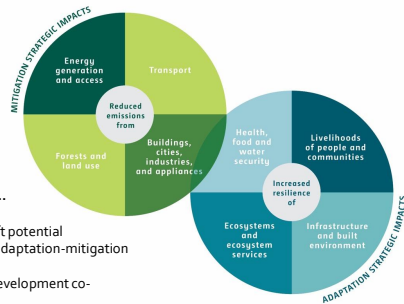 MITIGATION STRATEGIC IMPACTS
Energy
generation
and access
Transport
Reduced
emissions
from
Forests and
land use
Buildings,
cities,
industries,
and appliances
Health,
food and
water
security
Livelihoods
of people and
communities
Increased
resilience
of
Ecosystems
and
ecosystem
services
Infrastructure
and built
environment
ADAPTATION STRATEGIC IMPACTS
..
ft potential
daptation-mitigation
evelopment co-